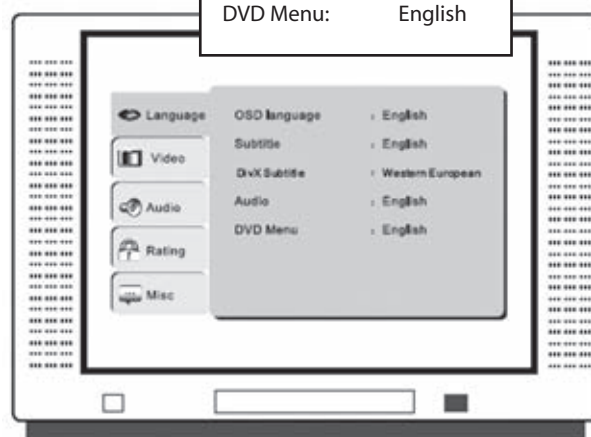 DVD Menu: English
Language
Video
Audio
Rating
Misc
OSD language : English
Subtitle : English
DivX Subtitle : Western European
Audio : English
DVD Menu : English